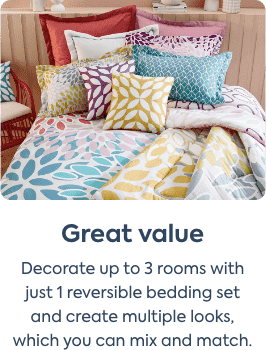 Great value
Decorate up to 3 rooms with
just 1 reversible bedding set
and create multiple looks,
which you can mix and match.